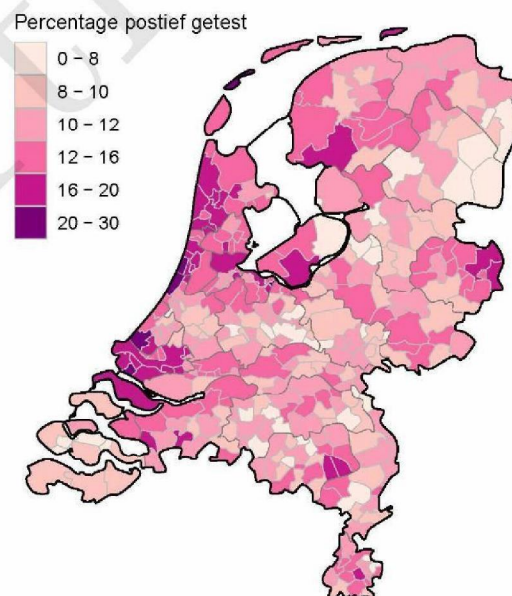 Percentage postief getest
0 – 8
8 – 10
10 – 12
12 – 16
16 – 20
20 – 30